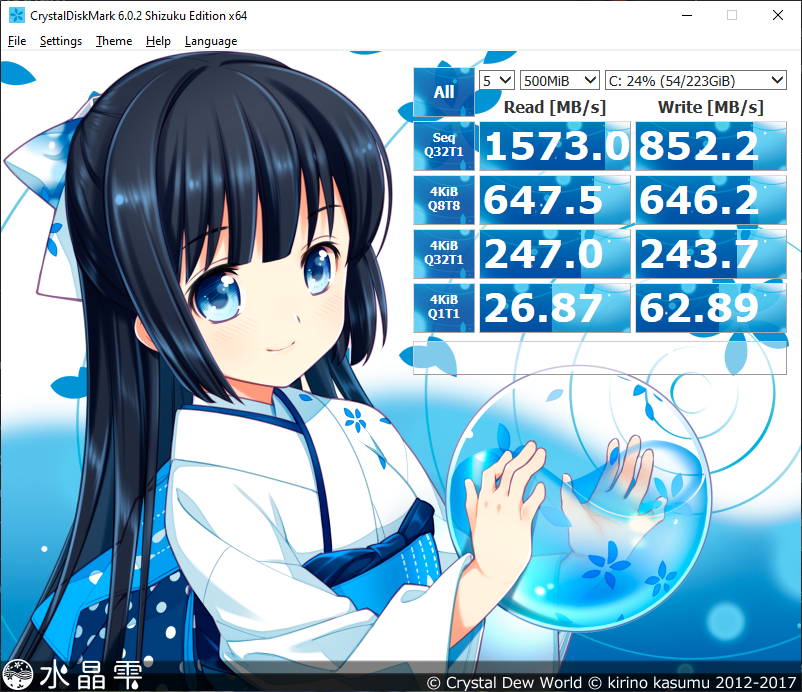 CrystalDiskMark 6.0.2 Shizuku Edition x64
File Settings Theme Help Language
All 5 500MiB C: 24% (54/223GiB)
Read [MB/s] Write [MB/s]
Seq Q32T1 1573.0 852.2
4KiB Q8T8 647.5 646.2
4KiB Q32T1 247.0 243.7
4KiB Q1T1 26.87 62.89
水晶雫
© Crystal Dew World © kirino kasumu 2012-2017